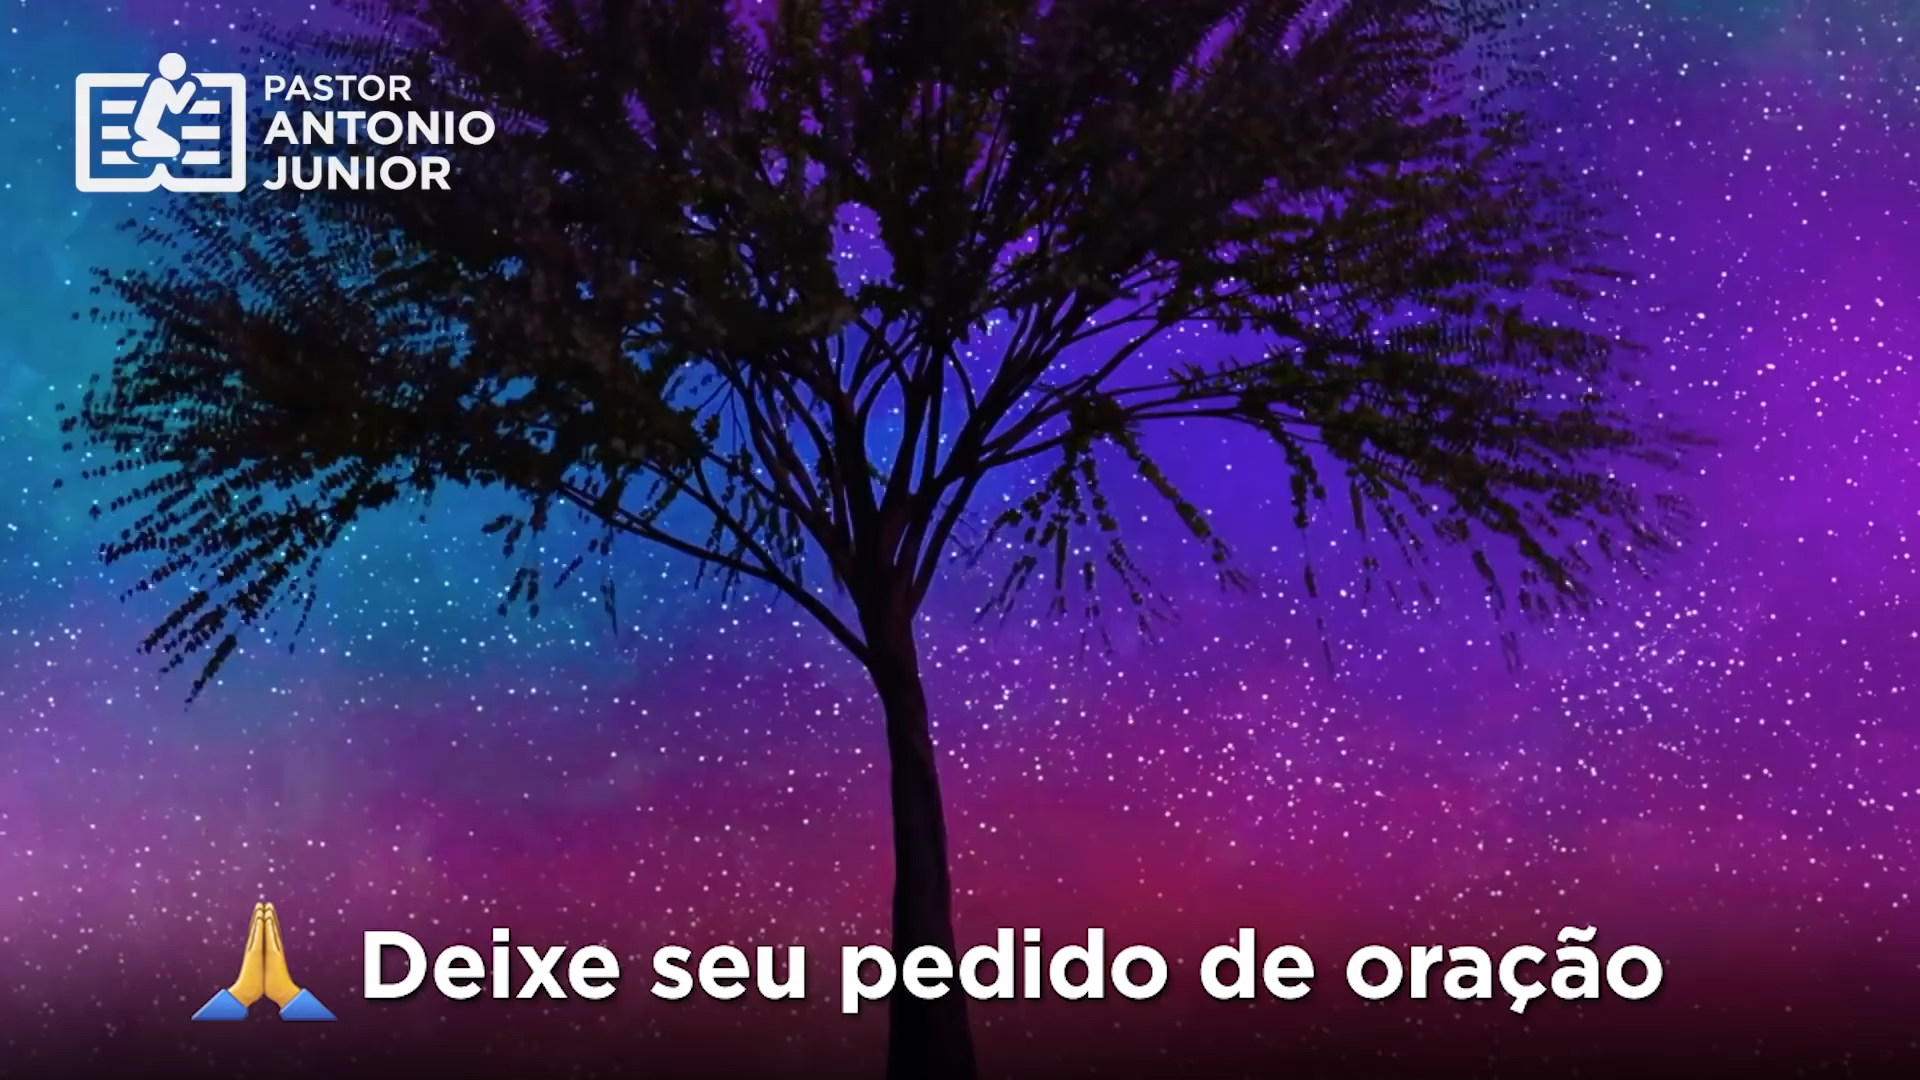 PASTOR
ANTONIO
JUNIOR
🙏 Deixe seu pedido de oração